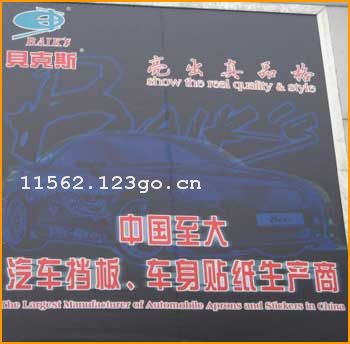 BAIK'S
贝克斯
亮出真品格
show the real quality & style
11562.123go.cn
中国至大
汽车挡板、车身贴纸生产商
The Largest Manufacturer of Automobile Aprons and Stickers in China